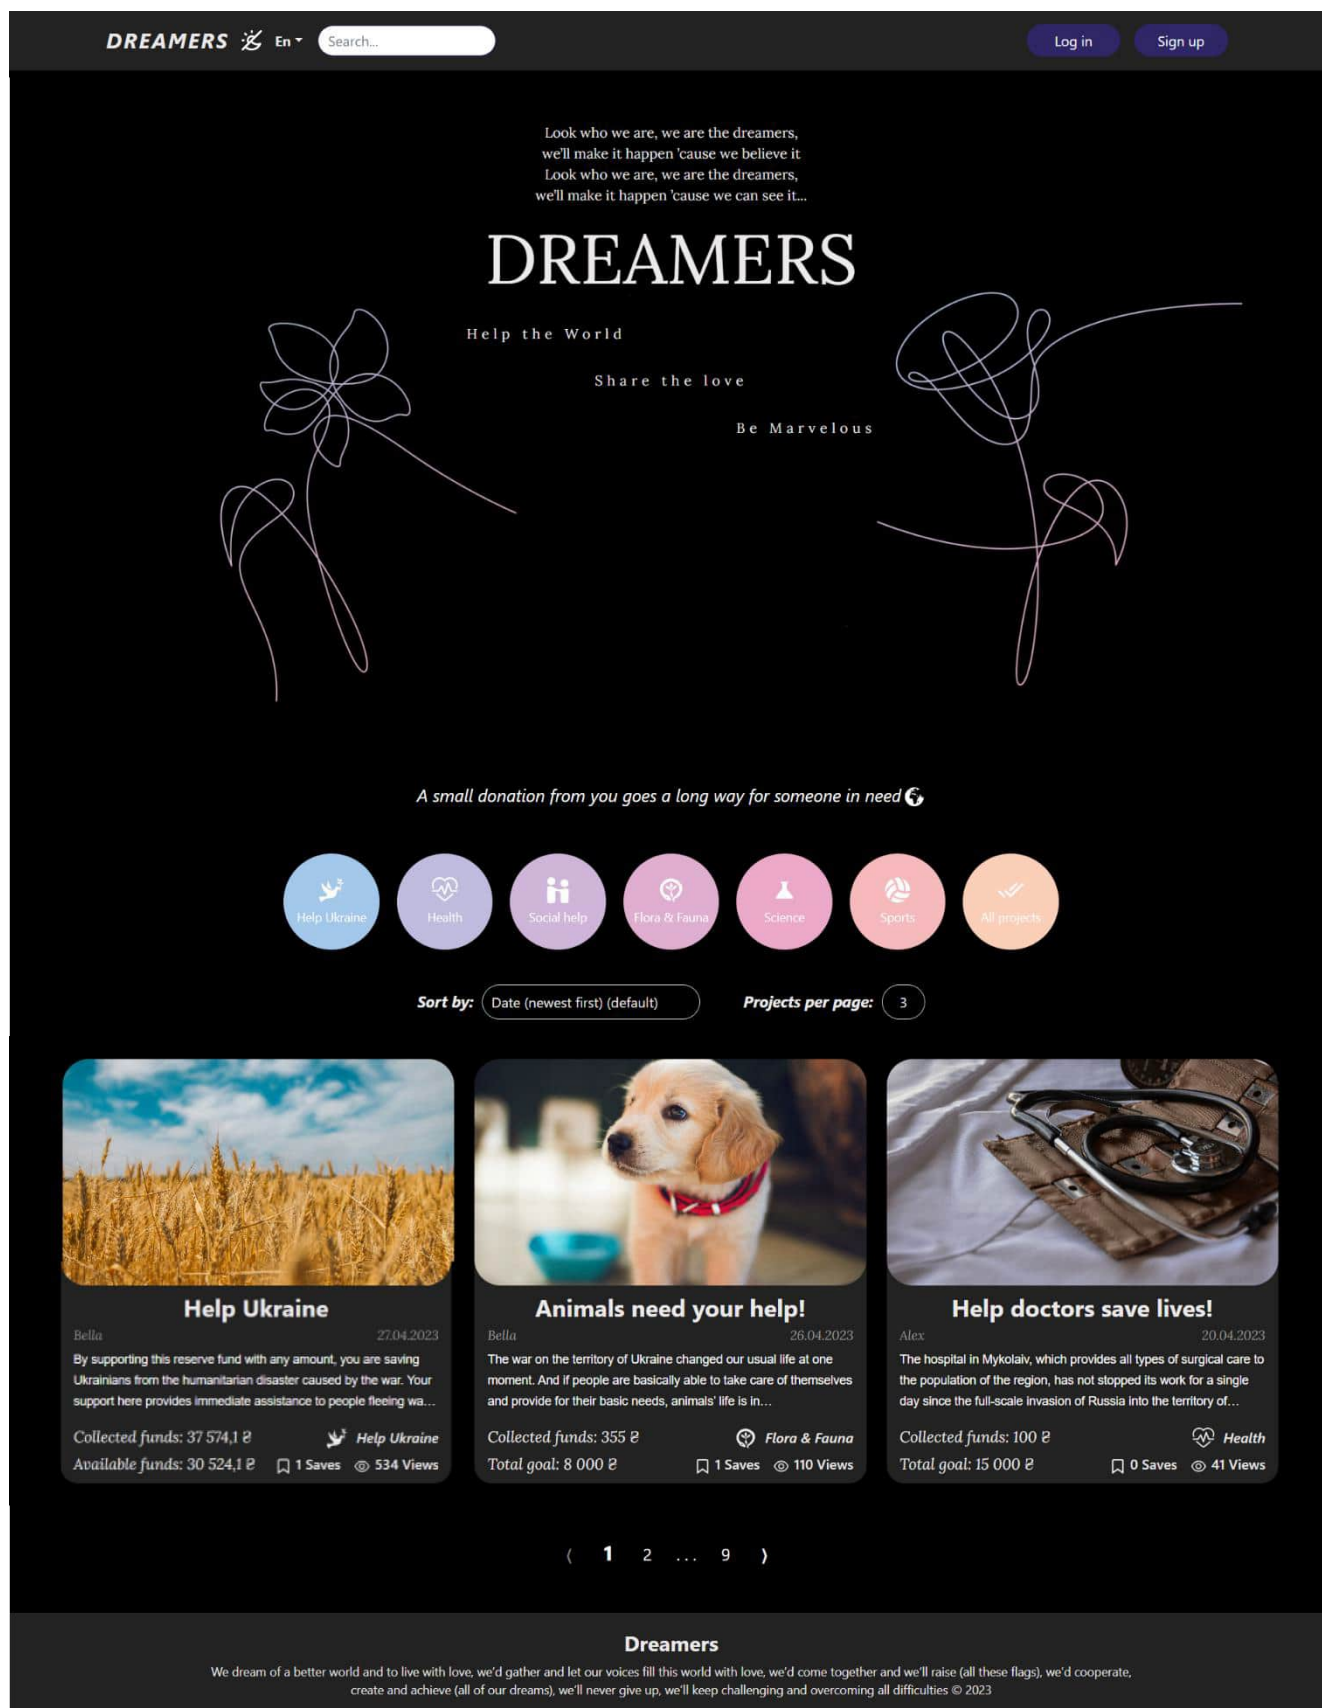 DREAMERS En Search... Log in Sign up
Look who we are, we are the dreamers,
we'll make it happen 'cause we believe it
Look who we are, we are the dreamers,
we'll make it happen 'cause we can see it...
DREAMERS
Help the World
Share the love
Be Marvelous
A small donation from you goes a long way for someone in need
Help Ukraine Health Social help Flora & Fauna Science Sports All projects
Sort by: Date (newest first) (default) Projects per page: 3
Help Ukraine
Bella 27.04.2023
By supporting this reserve fund with any amount, you are saving
Ukrainians from the humanitarian disaster caused by the war. Your
support here provides immediate assistance to people fleeing wa...
Collected funds: 37 574,1 ₴ Help Ukraine
Available funds: 30 524,1 ₴ 1 Saves 534 Views
Animals need your help!
Bella 26.04.2023
The war on the territory of Ukraine changed our usual life at one
moment. And if people are basically able to take care of themselves
and provide for their basic needs, animals' life is in...
Collected funds: 355 ₴ Flora & Fauna
Total goal: 8 000 ₴ 1 Saves 110 Views
Help doctors save lives!
Alex 20.04.2023
The hospital in Mykolaiv, which provides all types of surgical care to
the population of the region, has not stopped its work for a single
day since the full-scale invasion of Russia into the territory of...
Collected funds: 100 ₴ Health
Total goal: 15 000 ₴ 0 Saves 41 Views
⟨ 1 2 ... 9 ⟩
Dreamers
We dream of a better world and to live with love, we'd gather and let our voices fill this world with love, we'd come together and we'll raise (all these flags), we'd cooperate,
create and achieve (all of our dreams), we'll never give up, we'll keep challenging and overcoming all difficulties © 2023